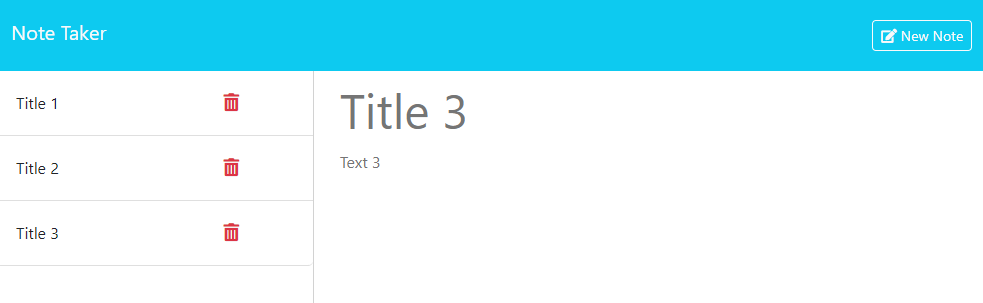 Note Taker
New Note
Title 1
Title 2
Title 3
Title 3
Text 3